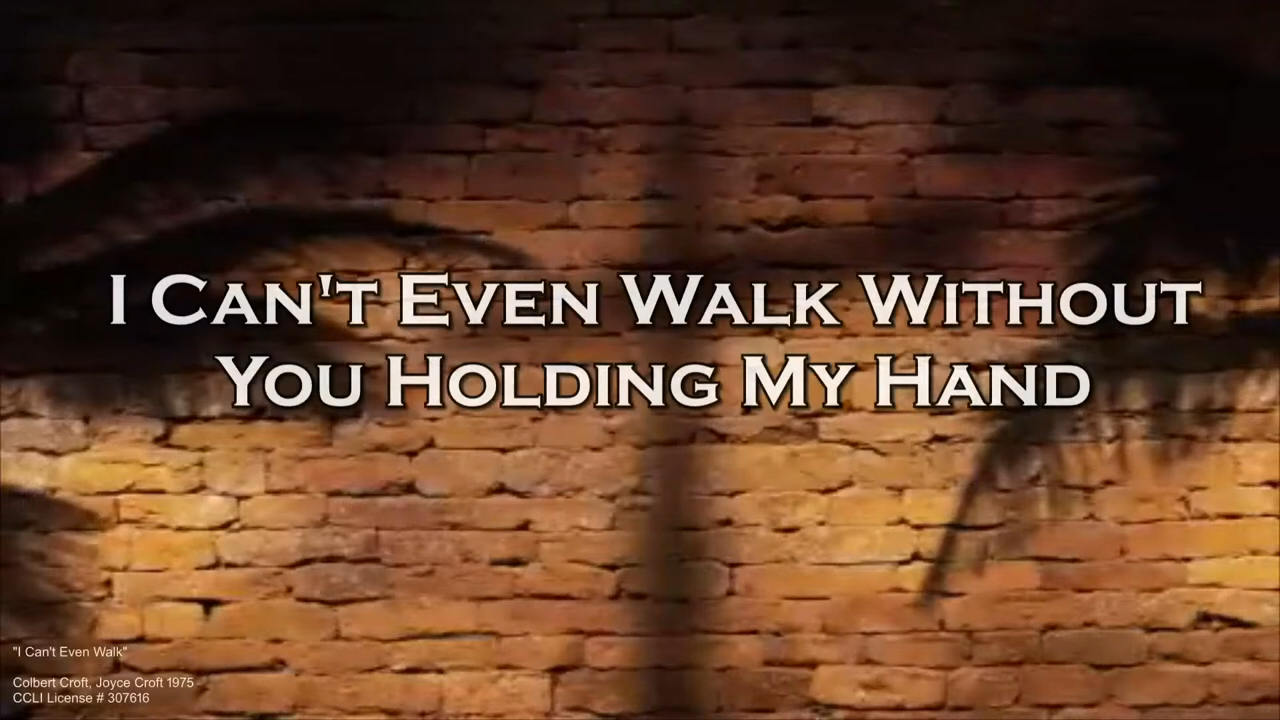 I Can't Even Walk Without
You Holding My Hand
"I Can't Even Walk"
Colbert Croft, Joyce Croft 1975
CCLI License # 307616